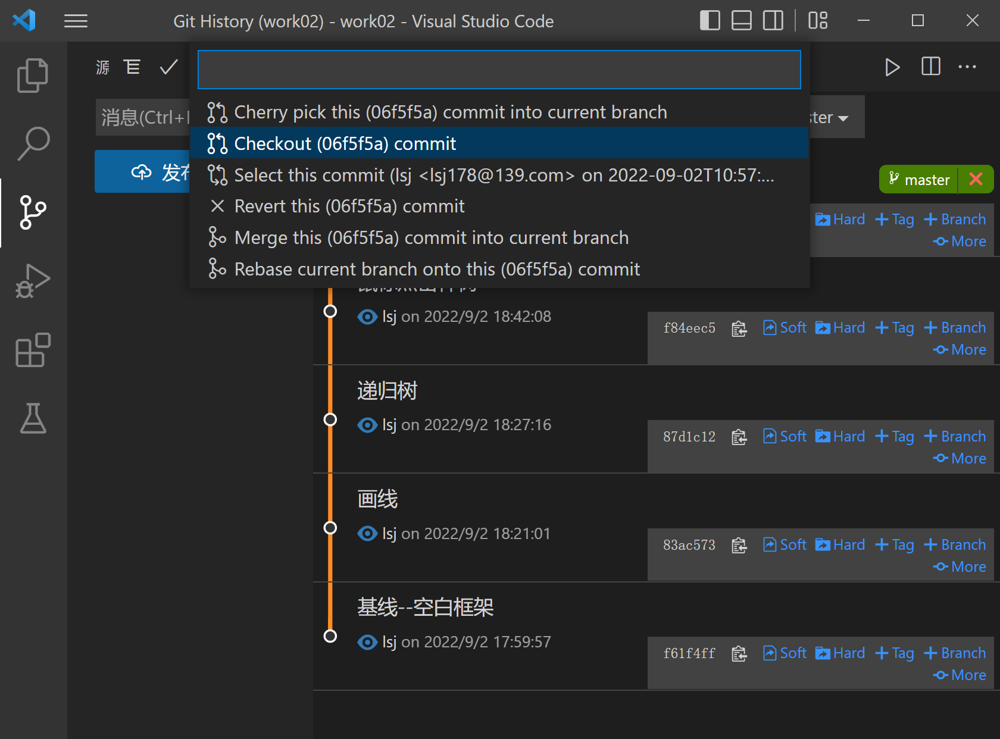 Git History (work02) - work02 - Visual Studio Code
源
消息(Ctrl+
发布
Cherry pick this (06f5f5a) commit into current branch
Checkout (06f5f5a) commit
Select this commit (lsj <lsj178@139.com> on 2022-09-02T10:57:...
Revert this (06f5f5a) commit
Merge this (06f5f5a) commit into current branch
Rebase current branch onto this (06f5f5a) commit
ster
master
Hard Tag Branch
More
lsj on 2022/9/2 18:42:08
f84eec5 Soft Hard Tag Branch
More
递归树
lsj on 2022/9/2 18:27:16
87d1c12 Soft Hard Tag Branch
More
画线
lsj on 2022/9/2 18:21:01
83ac573 Soft Hard Tag Branch
More
基线--空白框架
lsj on 2022/9/2 17:59:57
f61f4ff Soft Hard Tag Branch
More